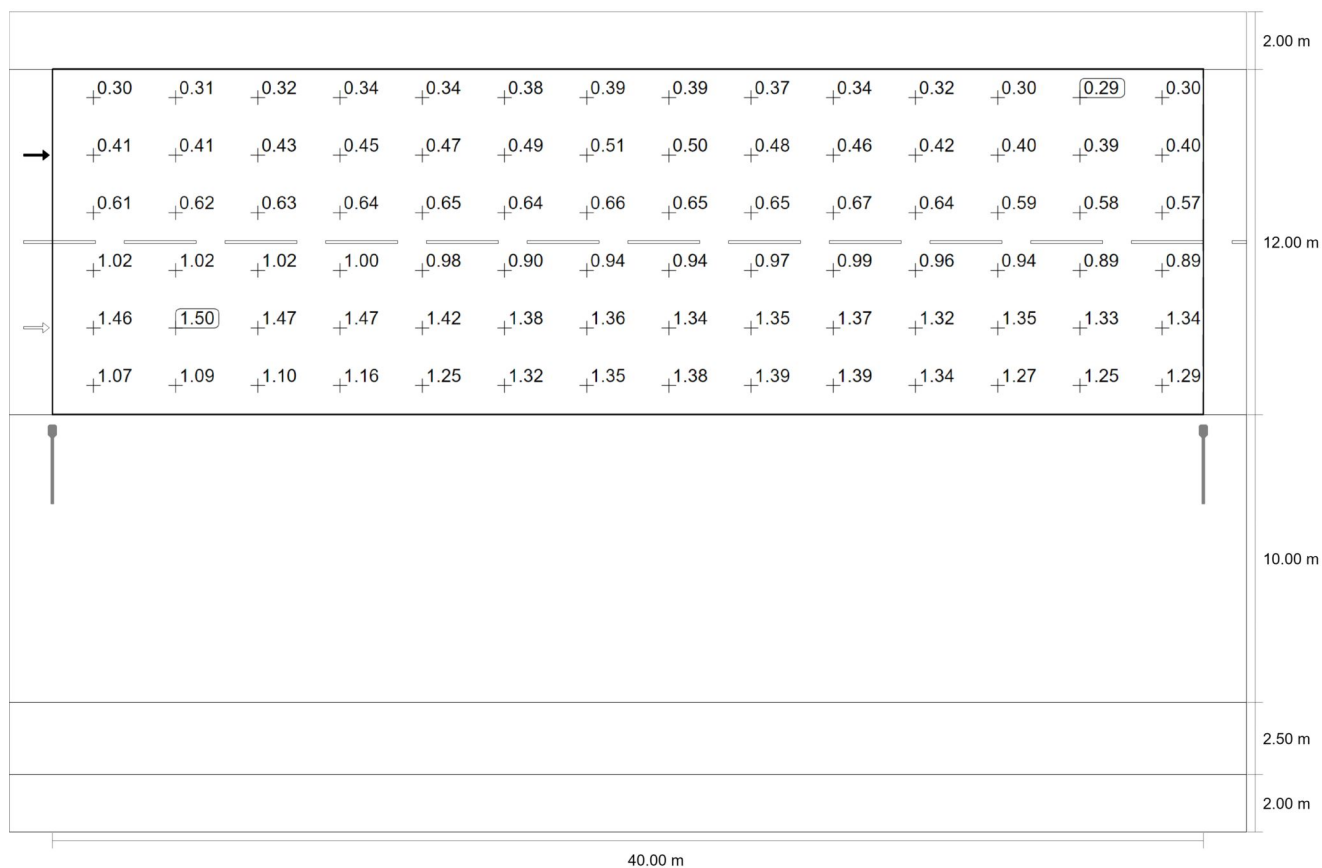 2.00 m
0.30 0.31 0.32 0.34 0.34 0.38 0.39 0.39 0.37 0.34 0.32 0.30 0.29 0.30
0.41 0.41 0.43 0.45 0.47 0.49 0.51 0.50 0.48 0.46 0.42 0.40 0.39 0.40
0.61 0.62 0.63 0.64 0.65 0.64 0.66 0.65 0.65 0.67 0.64 0.59 0.58 0.57
12.00 m
1.02 1.02 1.02 1.00 0.98 0.90 0.94 0.94 0.97 0.99 0.96 0.94 0.89 0.89
1.46 1.50 1.47 1.47 1.42 1.38 1.36 1.34 1.35 1.37 1.32 1.35 1.33 1.34
1.07 1.09 1.10 1.16 1.25 1.32 1.35 1.38 1.39 1.39 1.34 1.27 1.25 1.29
10.00 m
2.50 m
2.00 m
40.00 m